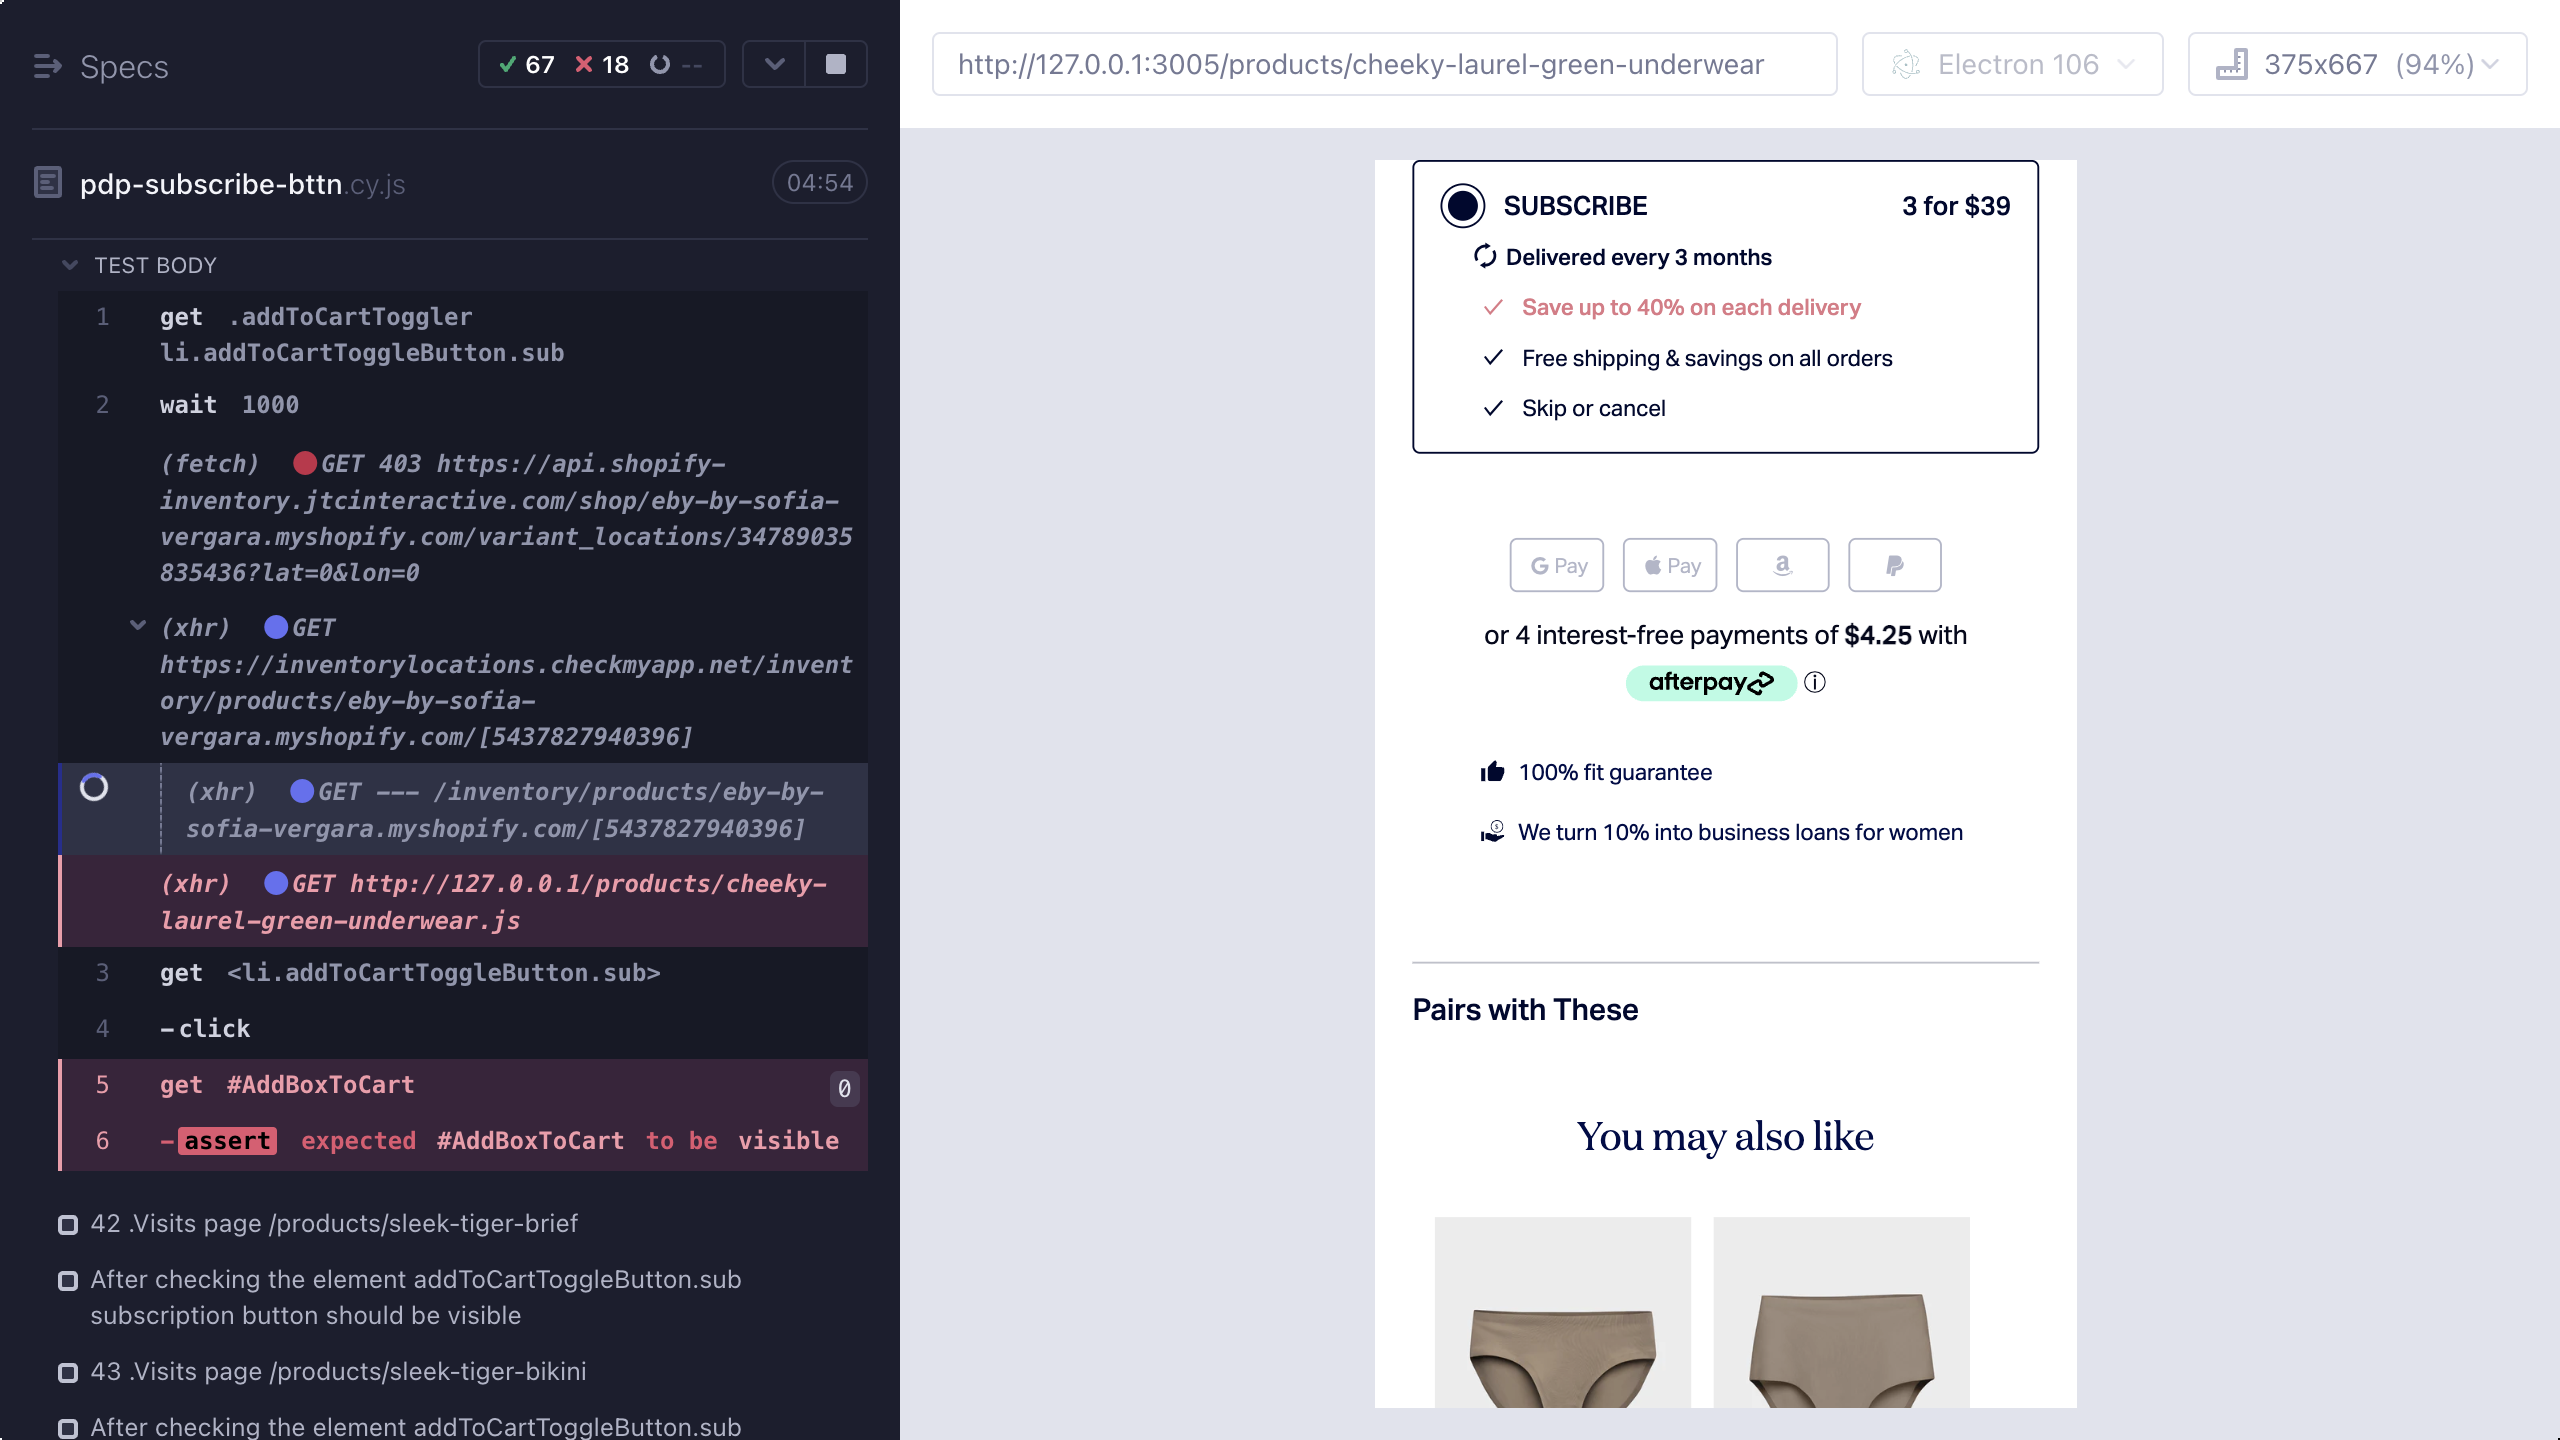 Specs
67 18 --
pdp-subscribe-bttn.cy.js
04:54
TEST BODY
1 get .addToCartToggler
li.addToCartToggleButton.sub
2 wait 1000
(fetch) GET 403 https://api.shopify-
inventory.jtcinteractive.com/shop/eby-by-sofia-
vergara.myshopify.com/variant_locations/34789035
835436?lat=0&lon=0
(xhr) GET
https://inventorylocations.checkmyapp.net/invent
ory/products/eby-by-sofia-
vergara.myshopify.com/[5437827940396]
(xhr) GET --- /inventory/products/eby-by-
sofia-vergara.myshopify.com/[5437827940396]
(xhr) GET http://127.0.0.1/products/cheeky-
laurel-green-underwear.js
3 get <li.addToCartToggleButton.sub>
4 -click
5 get #AddBoxToCart 0
6 -assert expected #AddBoxToCart to be visible
42 .Visits page /products/sleek-tiger-brief
After checking the element addToCartToggleButton.sub
subscription button should be visible
43 .Visits page /products/sleek-tiger-bikini
After checking the element addToCartToggleButton.sub
http://127.0.0.1:3005/products/cheeky-laurel-green-underwear
Electron 106
375x667 (94%)
SUBSCRIBE 3 for $39
Delivered every 3 months
Save up to 40% on each delivery
Free shipping & savings on all orders
Skip or cancel
G Pay Pay a P
or 4 interest-free payments of $4.25 with
afterpay
100% fit guarantee
We turn 10% into business loans for women
Pairs with These
You may also like